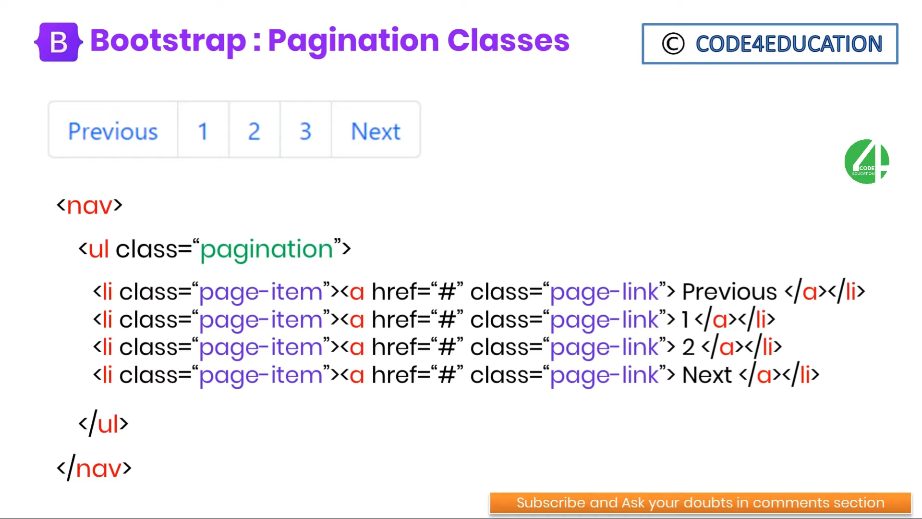 B Bootstrap : Pagination Classes
© CODE4EDUCATION
Previous 1 2 3 Next
4 CODE EDUCATION
<nav>
<ul class=“pagination”>
<li class=“page-item”><a href=“#” class=“page-link”> Previous </a></li>
<li class=“page-item”><a href=“#” class=“page-link”> 1 </a></li>
<li class=“page-item”><a href=“#” class=“page-link”> 2 </a></li>
<li class=“page-item”><a href=“#” class=“page-link”> Next </a></li>
</ul>
</nav>
Subscribe and Ask your doubts in comments section